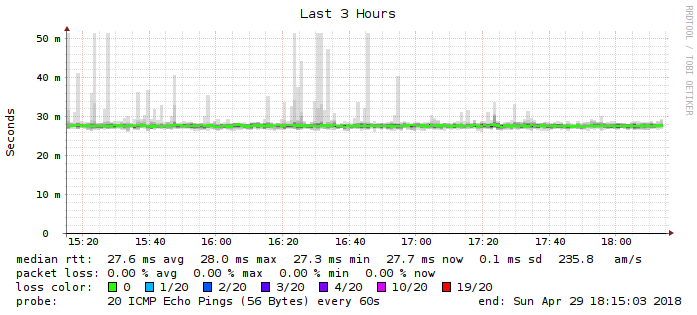 Last 3 Hours
RRDTOOL / TOBI OETIKER
Seconds
50 m
40 m
30 m
20 m
10 m
0
15:20 15:40 16:00 16:20 16:40 17:00 17:20 17:40 18:00
median rtt: 27.6 ms avg 28.0 ms max 27.3 ms min 27.7 ms now 0.1 ms sd 235.8 am/s
packet loss: 0.00 % avg 0.00 % max 0.00 % min 0.00 % now
loss color: 0 1/20 2/20 3/20 4/20 10/20 19/20
probe: 20 ICMP Echo Pings (56 Bytes) every 60s end: Sun Apr 29 18:15:03 2018